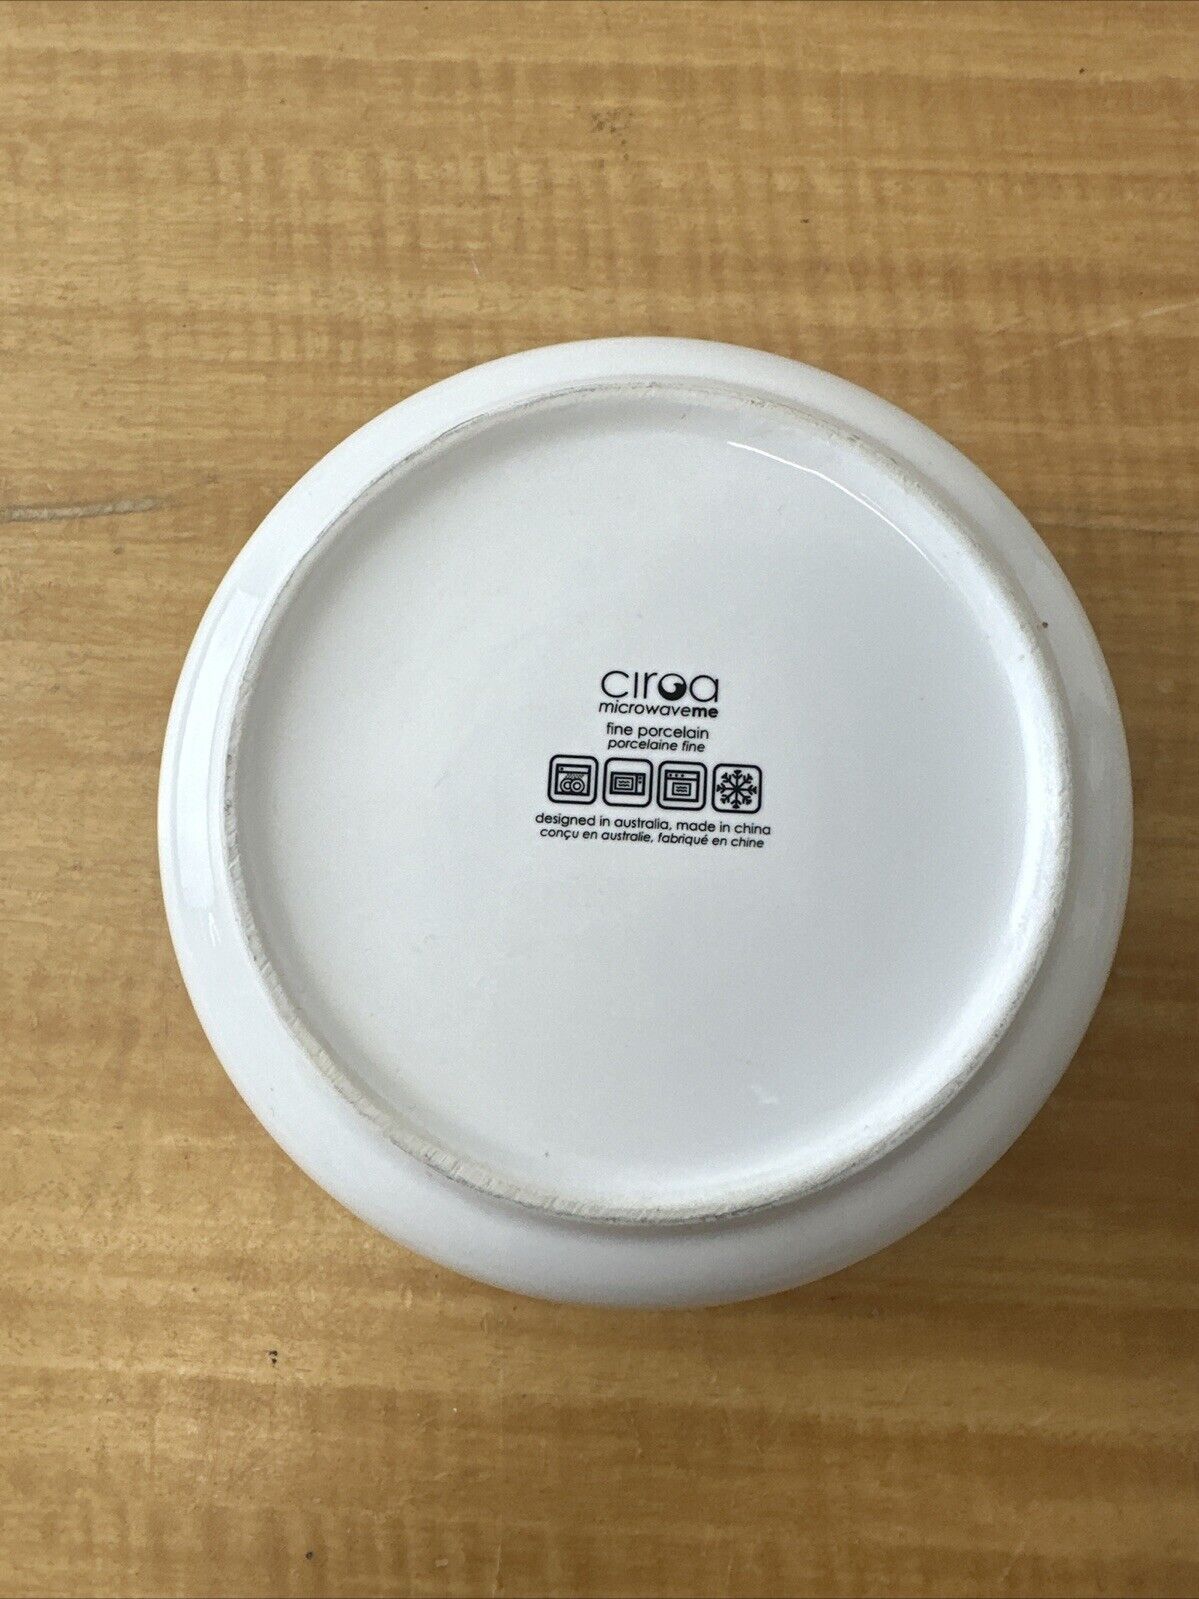 ciroa
microwaveme
fine porcelain
porcelaine fine
designed in australia, made in china
conçu en australie, fabriqué en chine